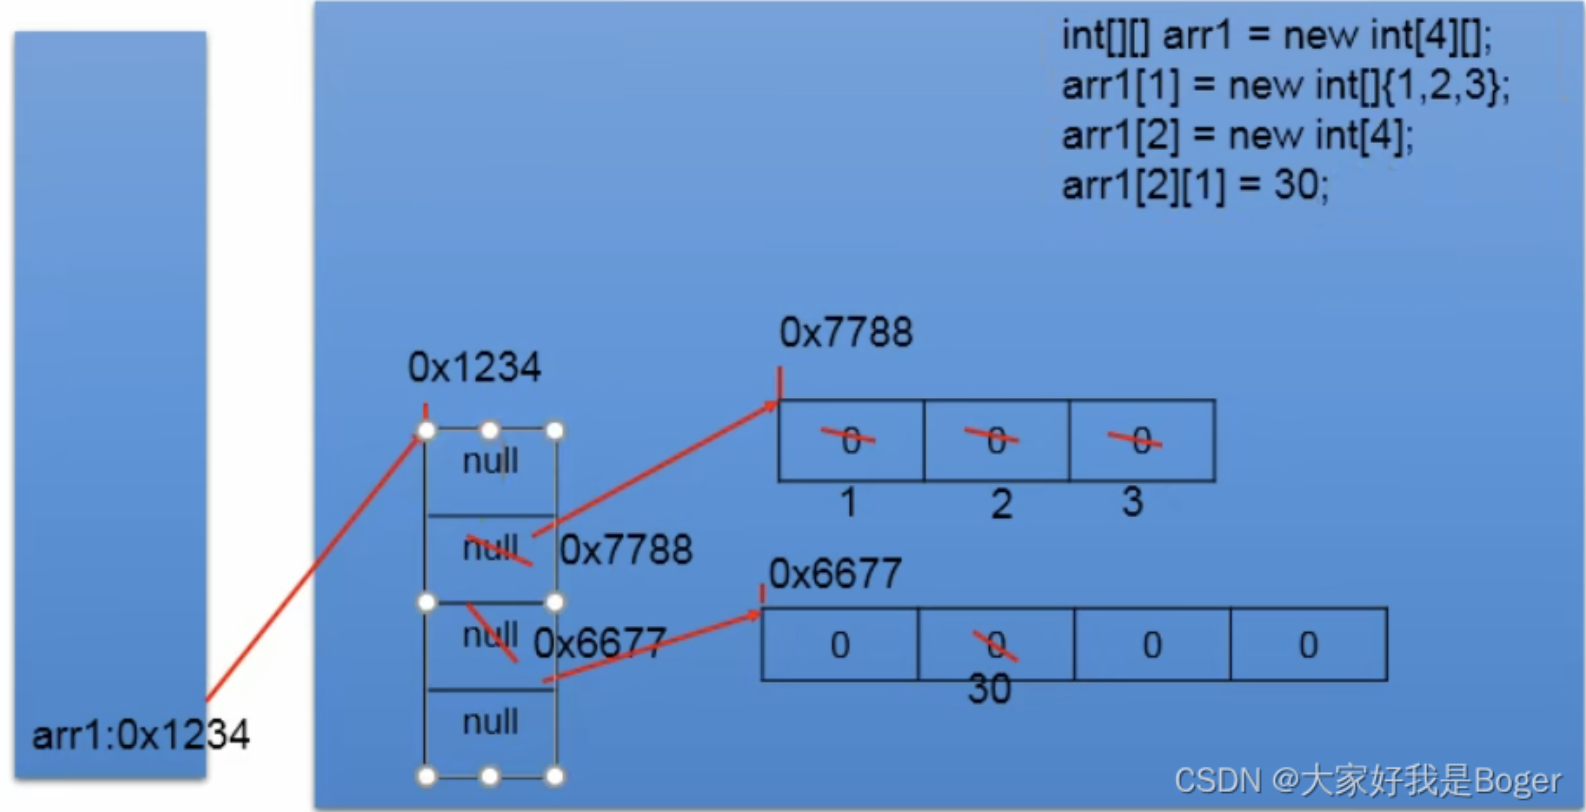 int[][] arr1 = new int[4][];
arr1[1] = new int[]{1,2,3};
arr1[2] = new int[4];
arr1[2][1] = 30;
0x7788
0x1234
0 0 0
null
1 2 3
null 0x7788
0x6677
null 0x6677
0 0 0 0
30
null
arr1:0x1234
CSDN @大家好我是Boger